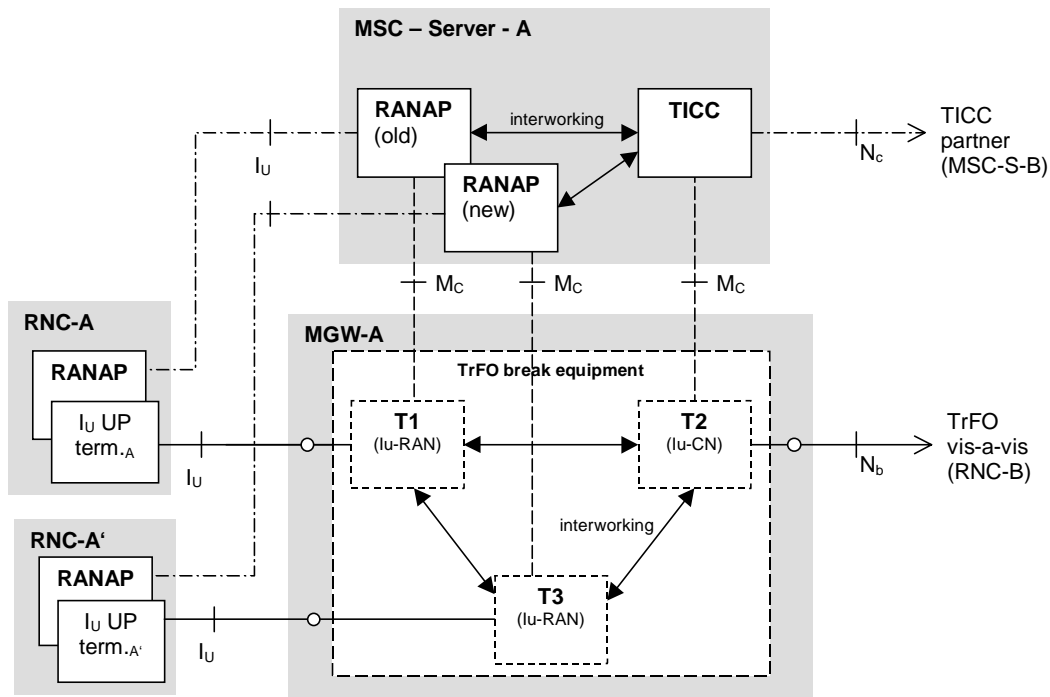 MSC – Server - A
RANAP
(old)
interworking
TICC
RANAP
(new)
TICC
partner
(MSC-S-B)
IU
Nc
IU
MC
MC
MC
RNC-A
RANAP
IU UP
term.A
IU
MGW-A
TrFO break equipment
T1
(Iu-RAN)
T2
(Iu-CN)
TrFO
vis-a-vis
(RNC-B)
Nb
interworking
RNC-A‘
RANAP
IU UP
term.A‘
IU
T3
(Iu-RAN)